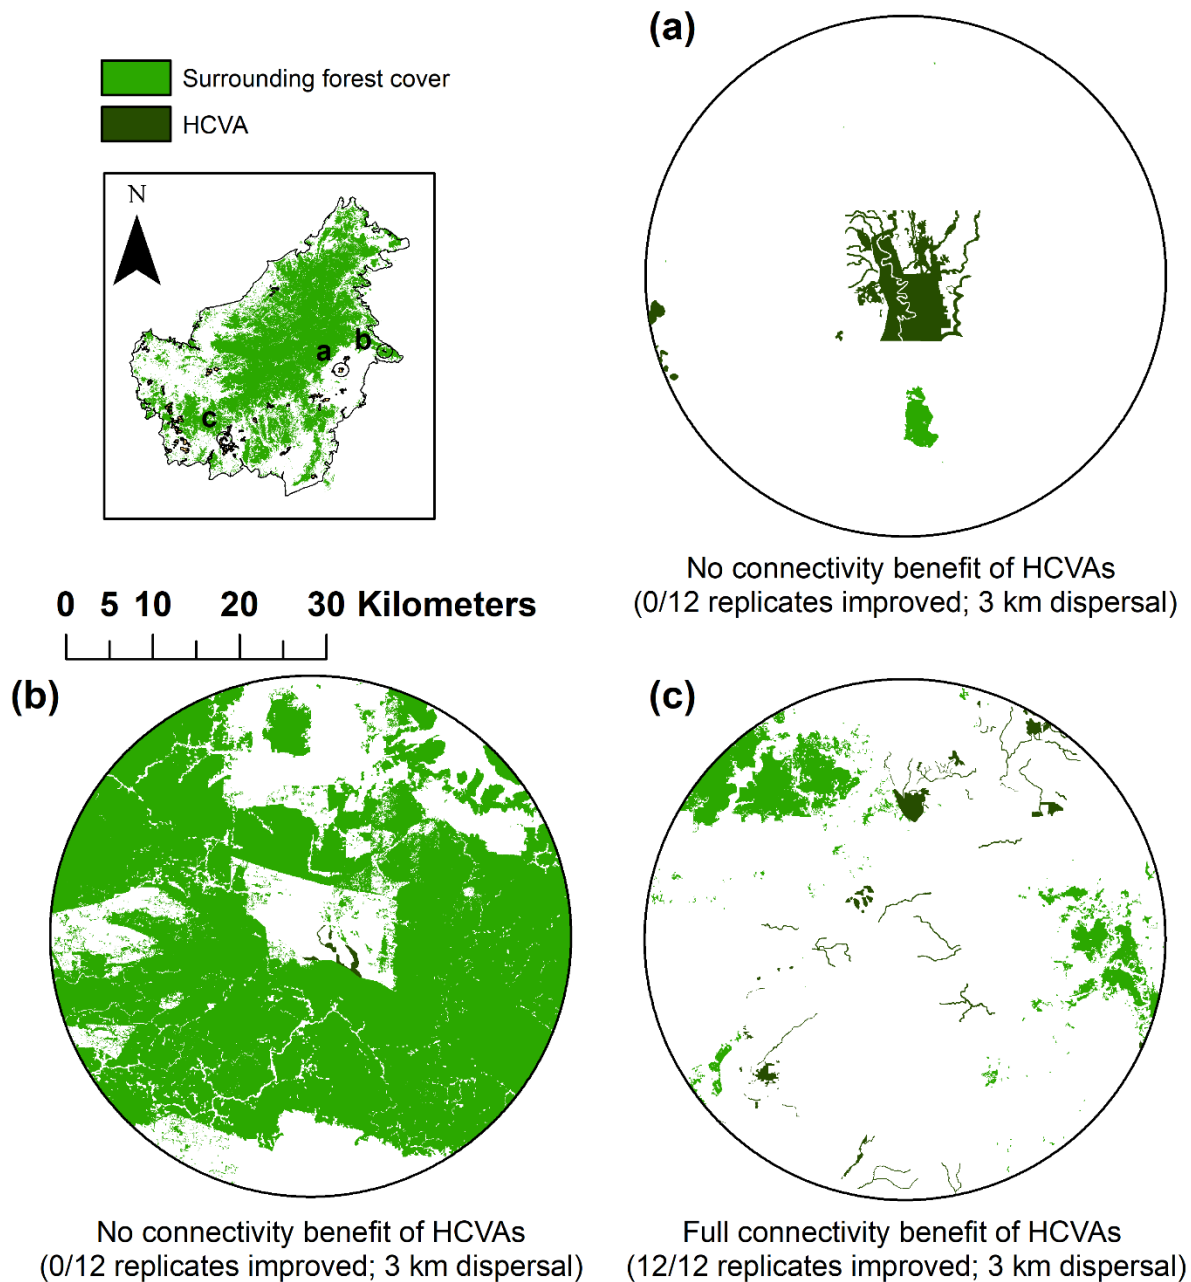 (a)
Surrounding forest cover
HCVA
N
a
b
c
No connectivity benefit of HCVAs
(0/12 replicates improved; 3 km dispersal)
0 5 10 20 30 Kilometers
(b)
(c)
No connectivity benefit of HCVAs
(0/12 replicates improved; 3 km dispersal)
Full connectivity benefit of HCVAs
(12/12 replicates improved; 3 km dispersal)